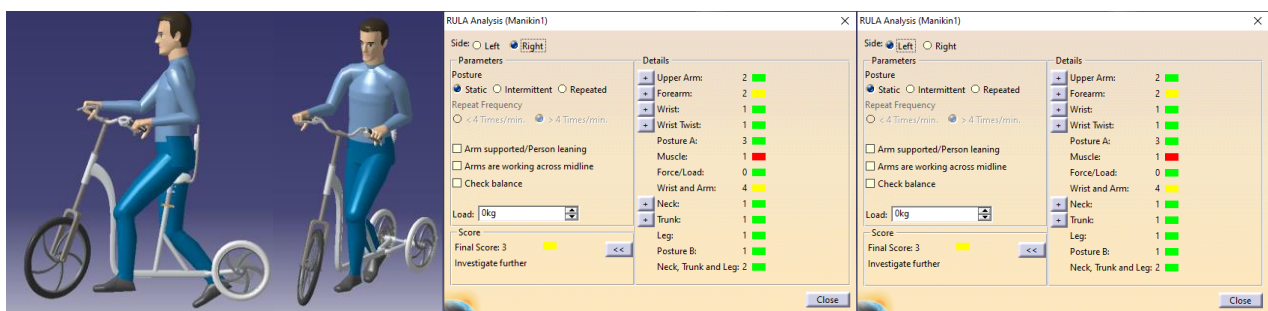 RULA Analysis (Manikin1)
Side: Left Right
Parameters
Posture
Static Intermittent Repeated
Repeat Frequency
< 4 Times/min. > 4 Times/min.
Arm supported/Person leaning
Arms are working across midline
Check balance
Load: 0kg
Score
Final Score: 3
<<
Investigate further
Details
+ Upper Arm: 2
+ Forearm: 2
+ Wrist: 1
+ Wrist Twist: 1
Posture A: 3
Muscle: 1
Force/Load: 0
Wrist and Arm: 4
+ Neck: 1
+ Trunk: 1
Leg: 1
Posture B: 1
Neck, Trunk and Leg: 2
Close
RULA Analysis (Manikin1)
Side: Left Right
Parameters
Posture
Static Intermittent Repeated
Repeat Frequency
< 4 Times/min. > 4 Times/min.
Arm supported/Person leaning
Arms are working across midline
Check balance
Load: 0kg
Score
Final Score: 3
<<
Investigate further
Details
+ Upper Arm: 2
+ Forearm: 2
+ Wrist: 1
+ Wrist Twist: 1
Posture A: 3
Muscle: 1
Force/Load: 0
Wrist and Arm: 4
+ Neck: 1
+ Trunk: 1
Leg: 1
Posture B: 1
Neck, Trunk and Leg: 2
Close